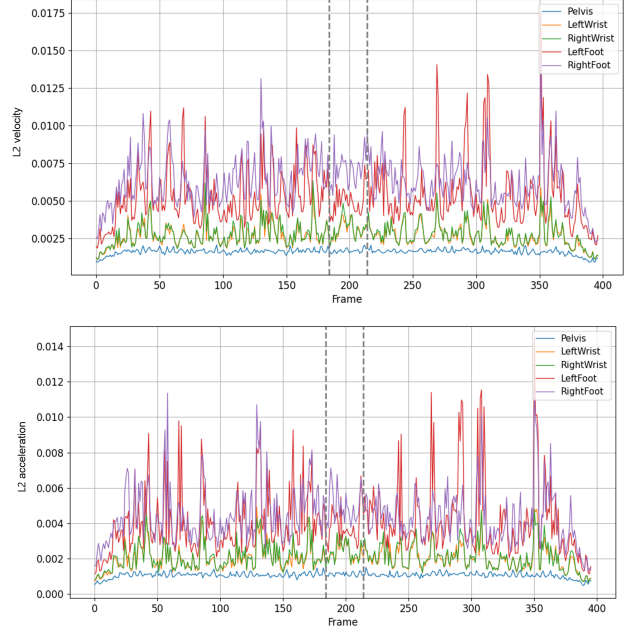 0.0175
0.0150
0.0125
0.0100
0.0075
0.0050
0.0025
L2 velocity
0 50 100 150 200 250 300 350 400
Frame
Pelvis
LeftWrist
RightWrist
LeftFoot
RightFoot
0.014
0.012
0.010
0.008
0.006
0.004
0.002
0.000
L2 acceleration
0 50 100 150 200 250 300 350 400
Frame
Pelvis
LeftWrist
RightWrist
LeftFoot
RightFoot